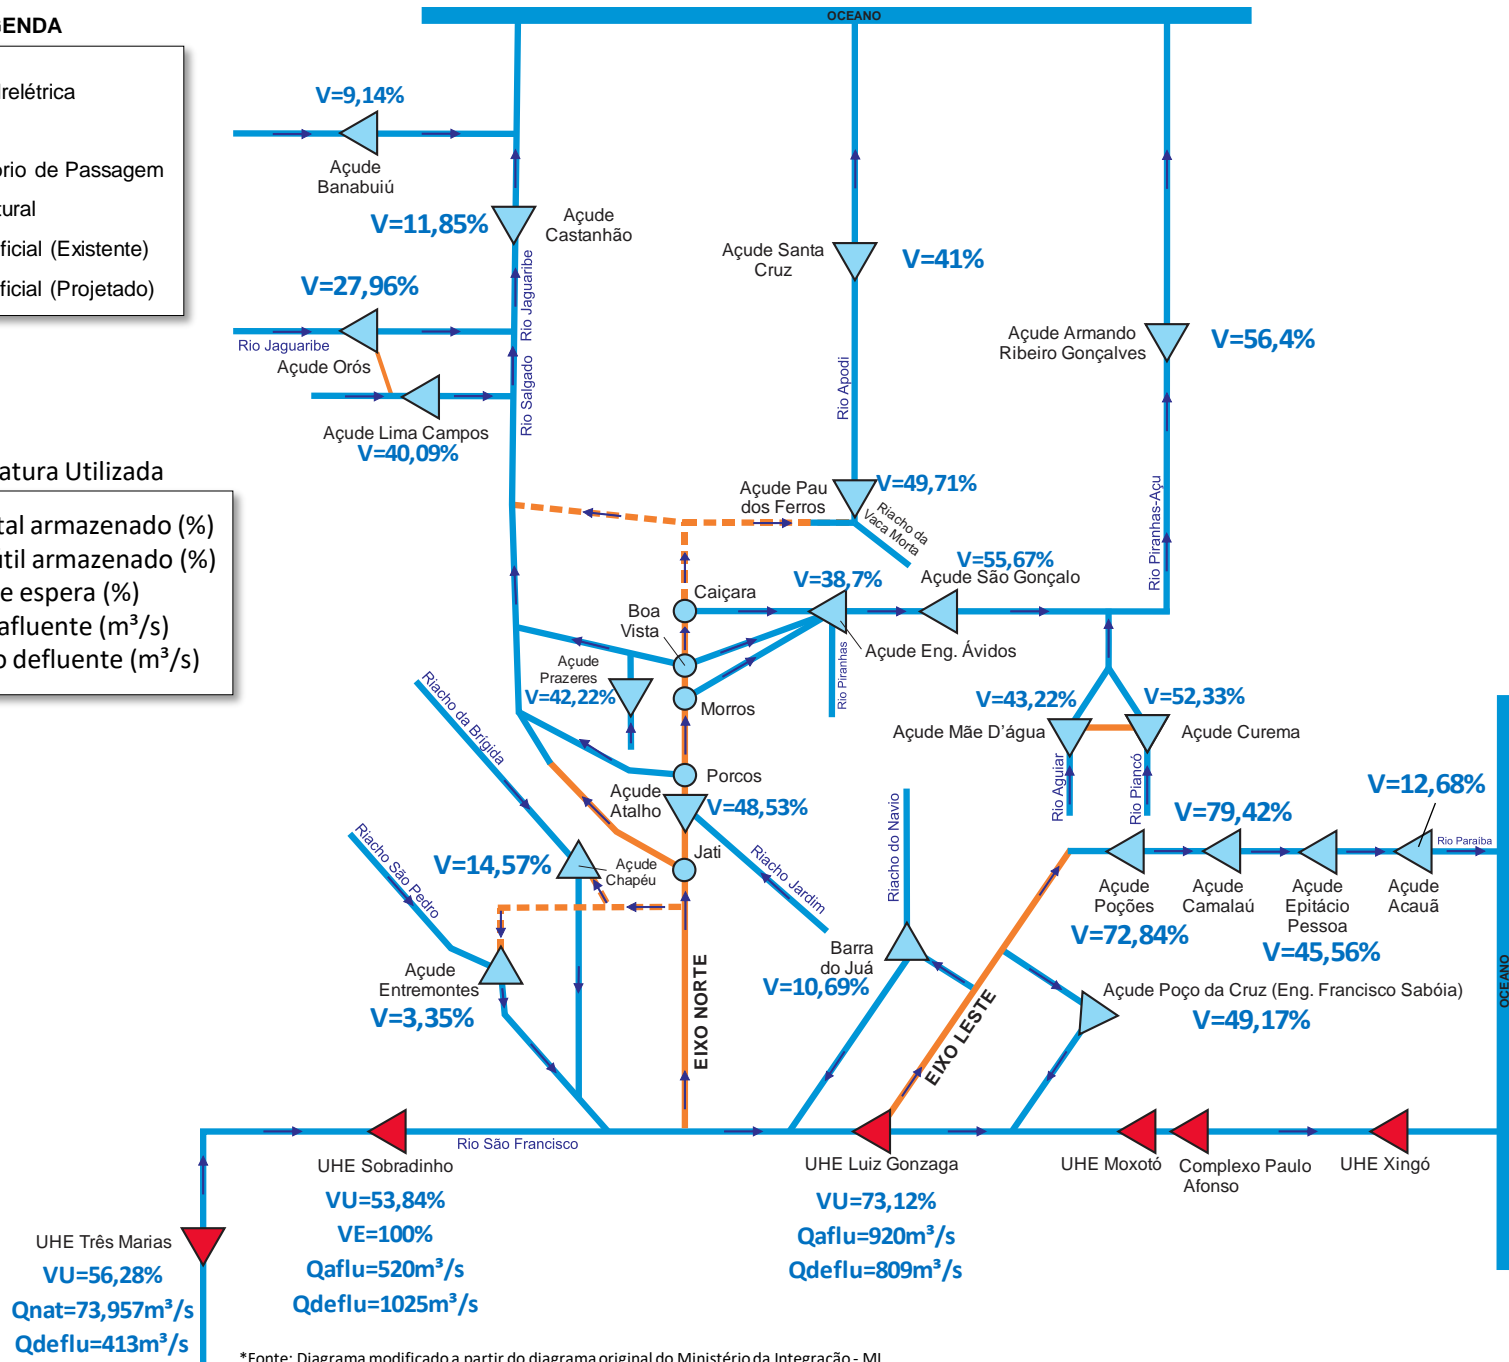 OCEANO
GENDA
drelétrica
V=9,14%
Açude
Banabuiú
ório de Passagem
tural
ificial (Existente)
ificial (Projetado)
V=11,85%
Açude
Castanhão
Açude Santa
Cruz
V=41%
V=27,96%
Rio Jaguaribe
Rio Jaguaribe
Açude Orós
Açude Armando
Ribeiro Gonçalves
V=56,4%
Rio Salgado
Rio Apodi
Açude Lima Campos
V=40,09%
atura Utilizada
tal armazenado (%)
útil armazenado (%)
e espera (%)
afluente (m³/s)
o defluente (m³/s)
Açude Pau
dos Ferros
V=49,71%
Riacho da
Vaca Morta
Rio Piranhas-Açu
V=55,67%
Açude São Gonçalo
V=38,7%
Caiçara
Boa
Vista
Açude Eng. Ávidos
Rio Piranhas
Açude
Prazeres
V=42,22%
Morros
Riacho da Brígida
V=43,22%
V=52,33%
Açude Mãe D'água
Açude Curema
Rio Aguiar
Rio Piancó
Porcos
Açude
Atalho
V=48,53%
Riacho do Navio
V=12,68%
V=79,42%
Rio Paraíba
Riacho São Pedro
V=14,57%
Açude
Chapéu
Jati
Riacho Jardim
Açude
Poções
Açude
Camalaú
Açude
Epitácio
Pessoa
Açude
Acauã
V=72,84%
V=45,56%
Açude
Entremontes
V=3,35%
Barra
do Juá
V=10,69%
EIXO NORTE
EIXO LESTE
Açude Poço da Cruz (Eng. Francisco Sabóia)
V=49,17%
OCEANO
Rio São Francisco
UHE Sobradinho
UHE Luiz Gonzaga
UHE Moxotó
Complexo Paulo
Afonso
UHE Xingó
VU=53,84%
VE=100%
Qaflu=520m³/s
Qdeflu=1025m³/s
VU=73,12%
Qaflu=920m³/s
Qdeflu=809m³/s
UHE Três Marias
VU=56,28%
Qnat=73,957m³/s
Qdeflu=413m³/s
*Fonte: Diagrama modificado a partir do diagrama original do Ministério da Integração - MI